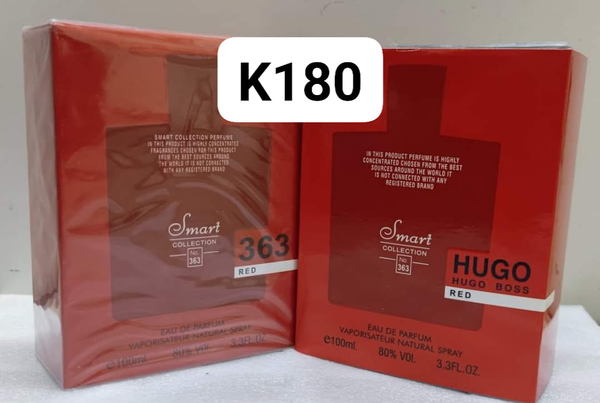 K180
SMART COLLECTION PERFUME
IN THIS PRODUCT IS HIGHLY CONCENTRATED
FRAGRANCES CHOSEN FOR THIS PRODUCT
FROM THE BEST SOURCES AROUND
THE WORLD IT IS NOT CONNECTED
WITH ANY REGISTERED BRAND
Smart
COLLECTION
No.
363
363
RED
EAU DE PARFUM
VAPORISATEUR NATURAL SPRAY
e100ml. 80% VOL. 3.3FL.OZ.
IN THIS PRODUCT PERFUME IS HIGHLY
CONCENTRATED CHOSEN FROM THE BEST
SOURCES AROUND THE WORLD IT
IS NOT CONNECTED WITH ANY
REGISTERED BRAND
Smart
COLLECTION
No
363
HUGO
HUGO BOSS
RED
EAU DE PARFUM
VAPORISATEUR NATURAL SPRAY
e100ml. 80% VOL. 3.3FL.OZ.